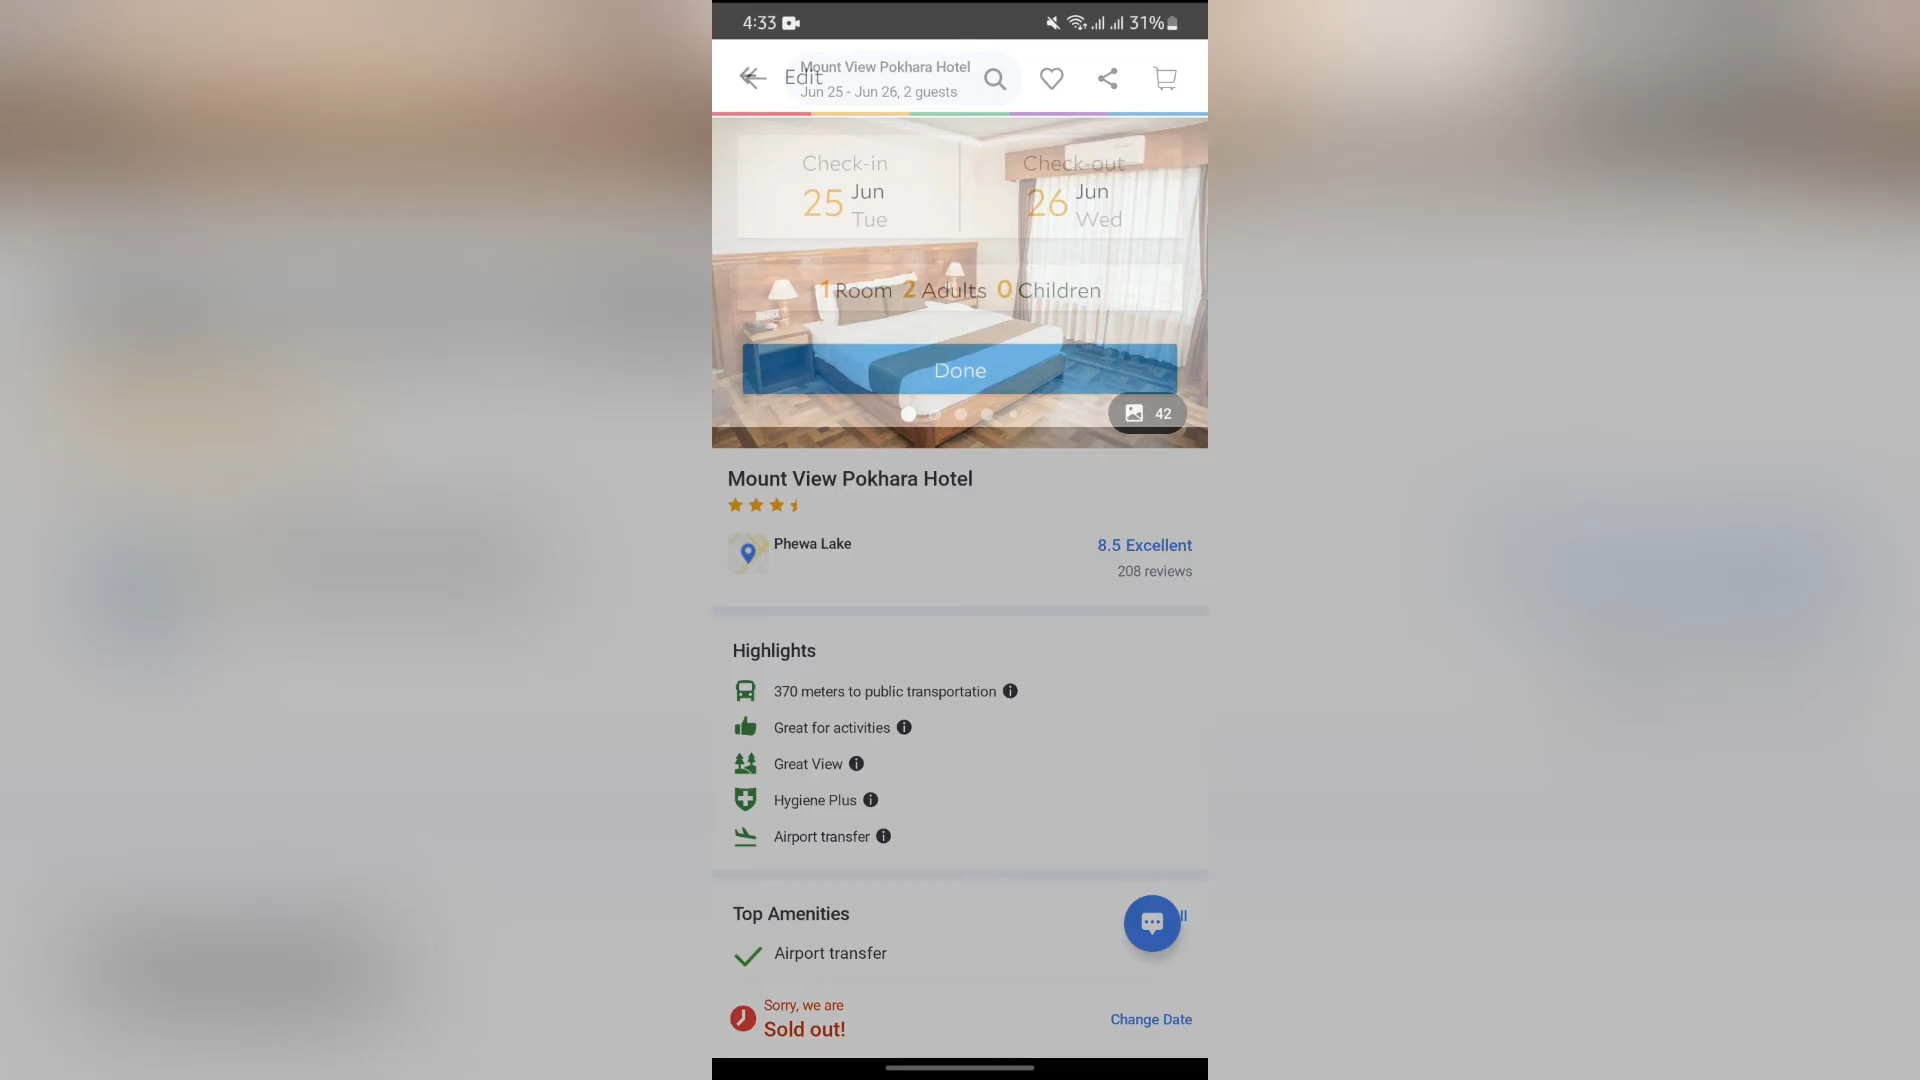 4:33
31%
Edit
Mount View Pokhara Hotel
Jun 25 - Jun 26, 2 guests
Check-in
Check-out
25 Jun Tue
26 Jun Wed
1 Room 2 Adults 0 Children
Done
42
Mount View Pokhara Hotel
Phewa Lake
8.5 Excellent
208 reviews
Highlights
370 meters to public transportation
Great for activities
Great View
Hygiene Plus
Airport transfer
Top Amenities
ll
Airport transfer
Sorry, we are
Sold out!
Change Date